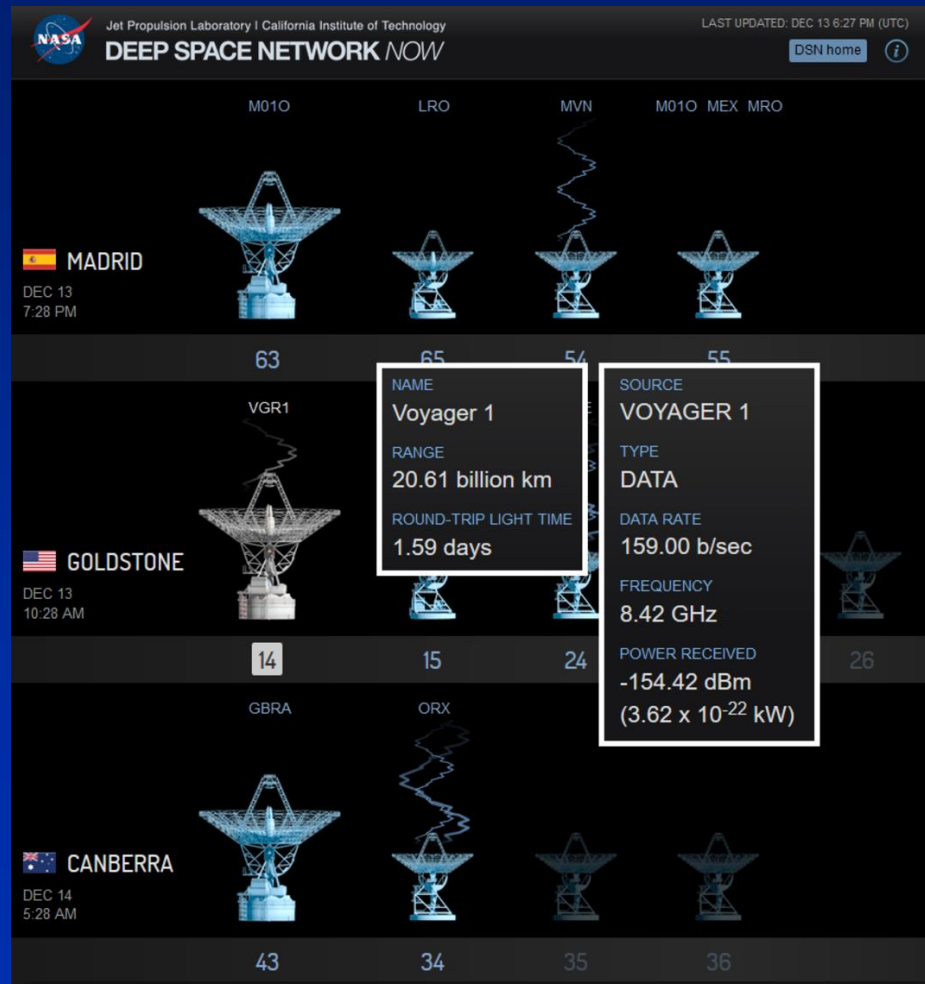 NASA
Jet Propulsion Laboratory | California Institute of Technology
DEEP SPACE NETWORK NOW
LAST UPDATED: DEC 13 6:27 PM (UTC)
DSN home
i
M01O
LRO
MVN
M01O MEX MRO
MADRID
DEC 13
7:28 PM
63
65
54
55
VGR1
GOLDSTONE
DEC 13
10:28 AM
14
15
24
26
NAME
Voyager 1
RANGE
20.61 billion km
ROUND-TRIP LIGHT TIME
1.59 days
SOURCE
VOYAGER 1
TYPE
DATA
DATA RATE
159.00 b/sec
FREQUENCY
8.42 GHz
POWER RECEIVED
-154.42 dBm
(3.62 x 10⁻²² kW)
GBRA
ORX
CANBERRA
DEC 14
5:28 AM
43
34
35
36